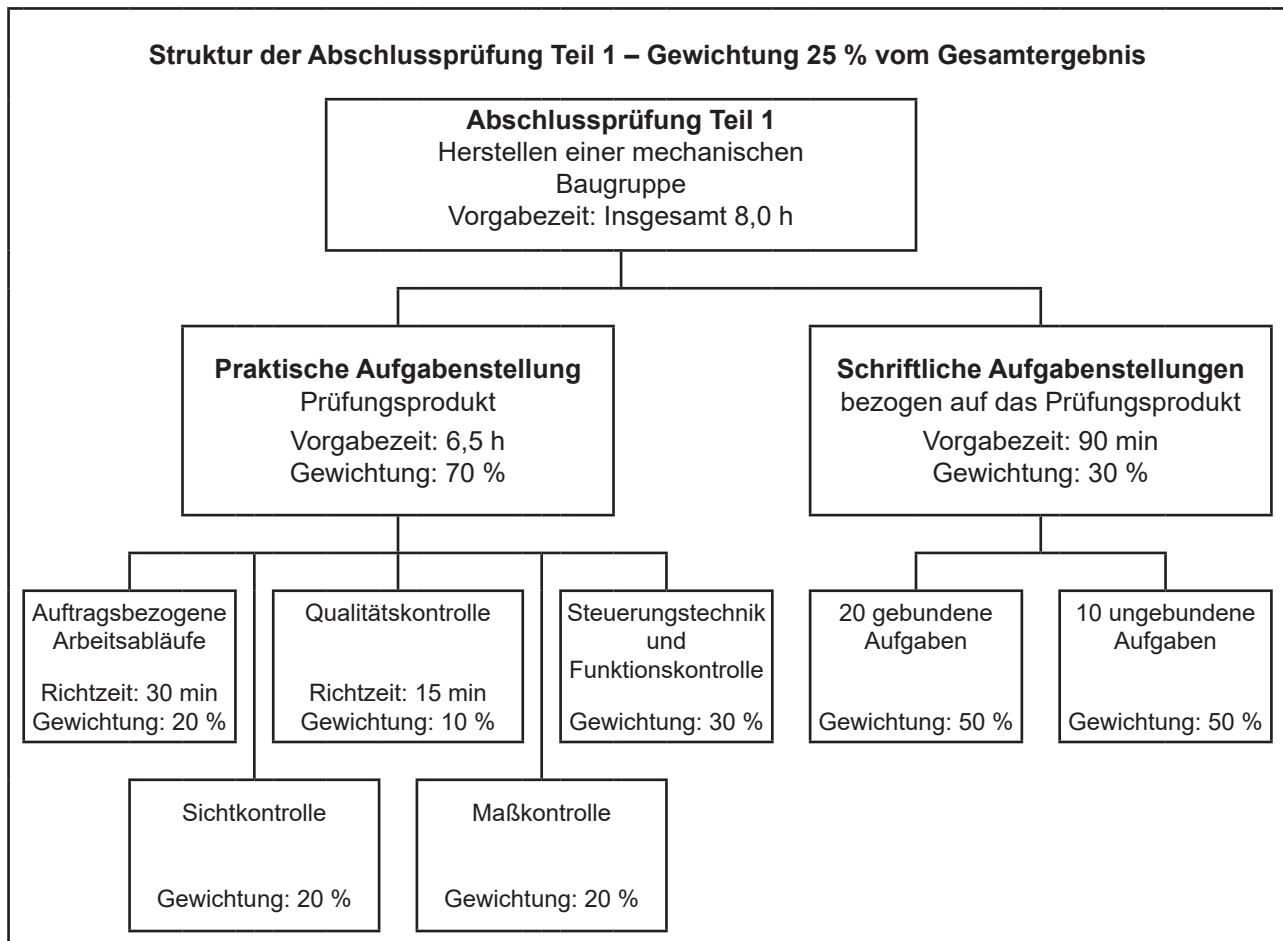 Struktur der Abschlussprüfung Teil 1 – Gewichtung 25 % vom Gesamtergebnis
Abschlussprüfung Teil 1
Herstellen einer mechanischen
Baugruppe
Vorgabezeit: Insgesamt 8,0 h
Praktische Aufgabenstellung
Prüfungsprodukt
Vorgabezeit: 6,5 h
Gewichtung: 70 %
Schriftliche Aufgabenstellungen
bezogen auf das Prüfungsprodukt
Vorgabezeit: 90 min
Gewichtung: 30 %
Auftragsbezogene
Arbeitsabläufe
Richtzeit: 30 min
Gewichtung: 20 %
Qualitätskontrolle
Richtzeit: 15 min
Gewichtung: 10 %
Steuerungstechnik
und
Funktionskontrolle
Gewichtung: 30 %
20 gebundene
Aufgaben
Gewichtung: 50 %
10 ungebundene
Aufgaben
Gewichtung: 50 %
Sichtkontrolle
Gewichtung: 20 %
Maßkontrolle
Gewichtung: 20 %